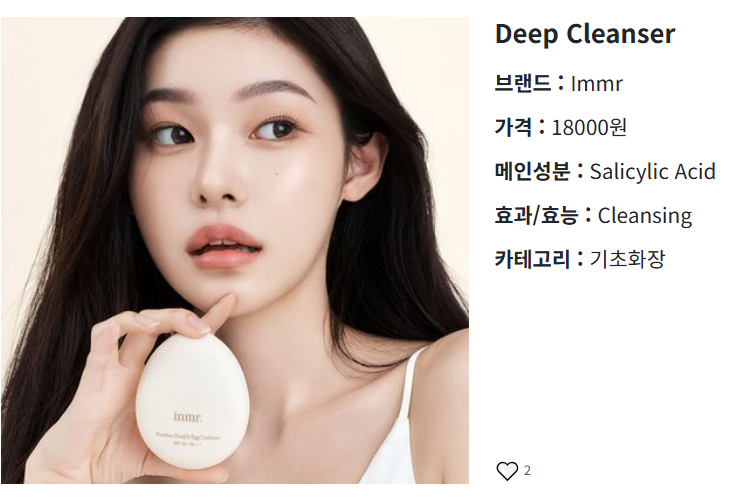 Deep Cleanser
브랜드 : Immr
가격 : 18000원
메인성분 : Salicylic Acid
효과/효능 : Cleansing
카테고리 : 기초화장
2
inmr.